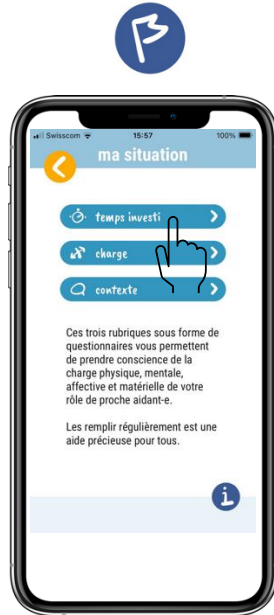 Swisscom 15:57 100%
ma situation
temps investi
charge
contexte
Ces trois rubriques sous forme de
questionnaires vous permettent
de prendre conscience de la
charge physique, mentale,
affective et matérielle de votre
rôle de proche aidant-e.
Les remplir régulièrement est une
aide précieuse pour tous.
i